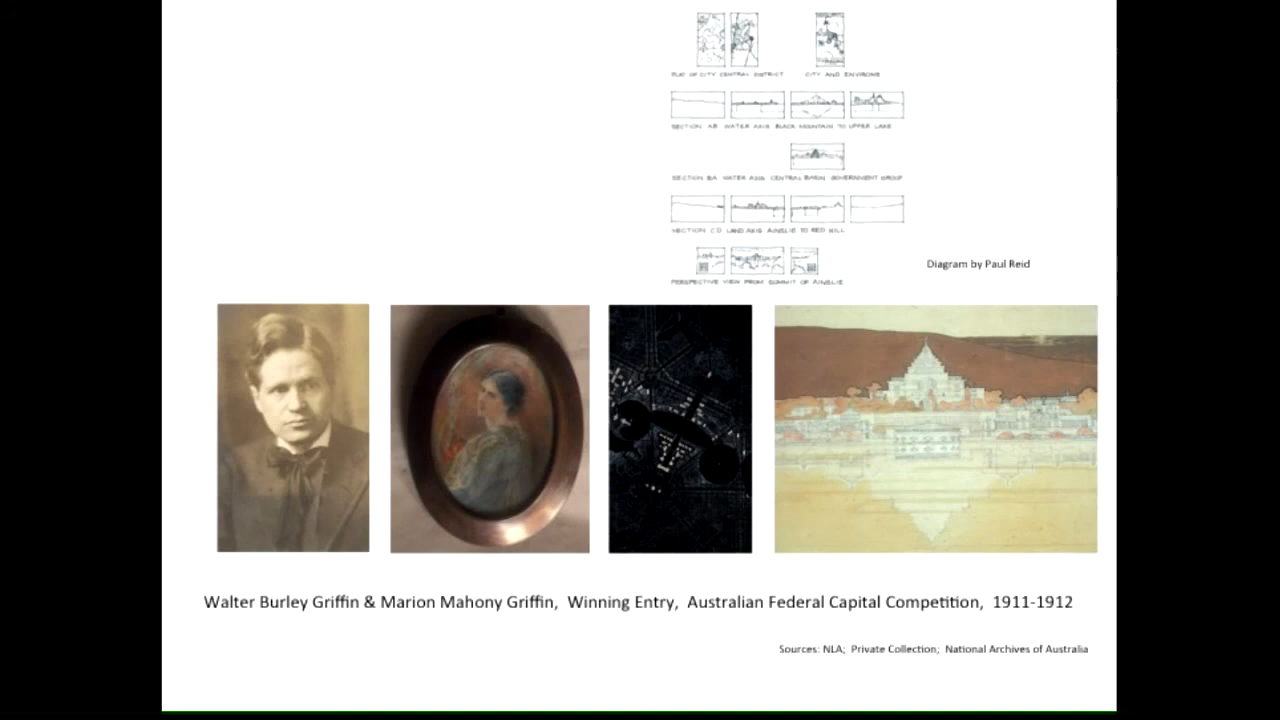 PLAN OF CITY CENTRAL DISTRICT CITY AND ENVIRONS
SECTION AB WATER AXIS BLACK MOUNTAIN TO UPPER LAKE
SECTION BA WATER AXIS CENTRAL BASIN GOVERNMENT GROUP
SECTION CD LAND AXIS AINSLIE TO RED HILL
Diagram by Paul Reid
PERSPECTIVE VIEW FROM SUMMIT OF AINSLIE
Walter Burley Griffin & Marion Mahony Griffin, Winning Entry, Australian Federal Capital Competition, 1911-1912
Sources: NLA; Private Collection; National Archives of Australia